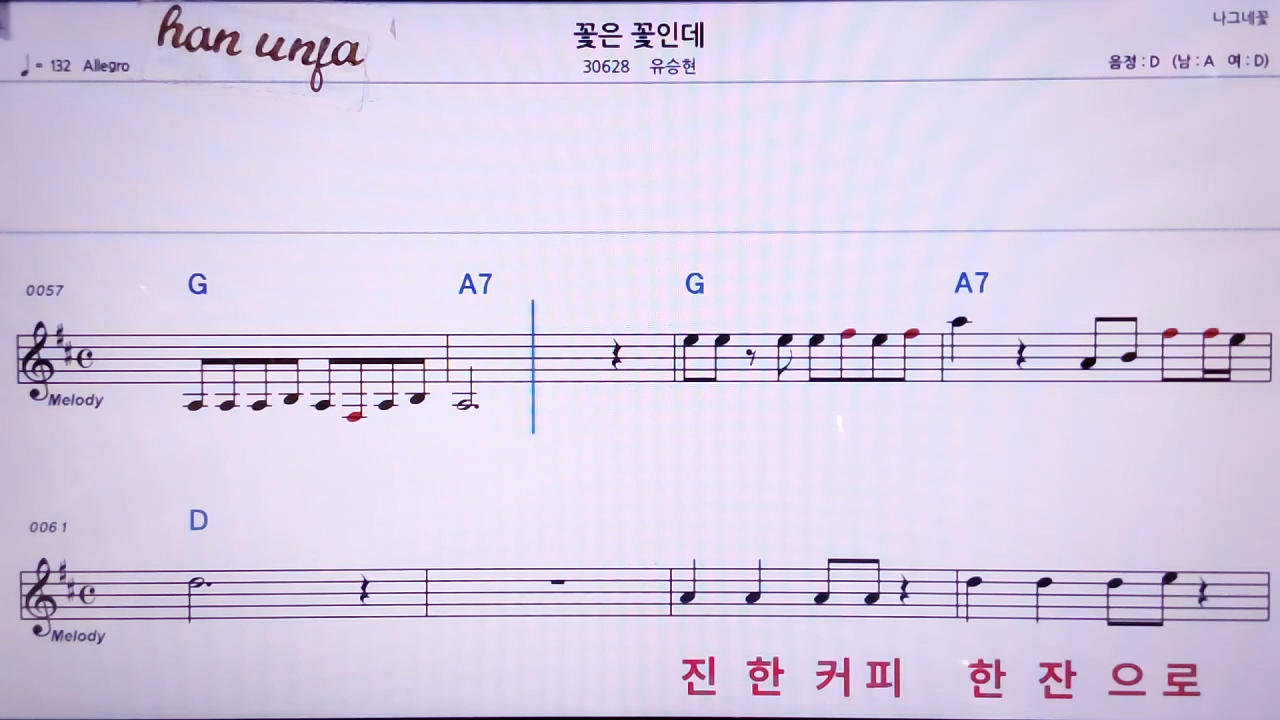 han unfa
꽃은 꽃인데
나그네꽃
♩= 132 Allegro
30628 유승현
음정 : D (남 : A 여 : D)
G A7 G A7
0057
Melody
D
0061
Melody
진 한 커 피 한 잔 으 로